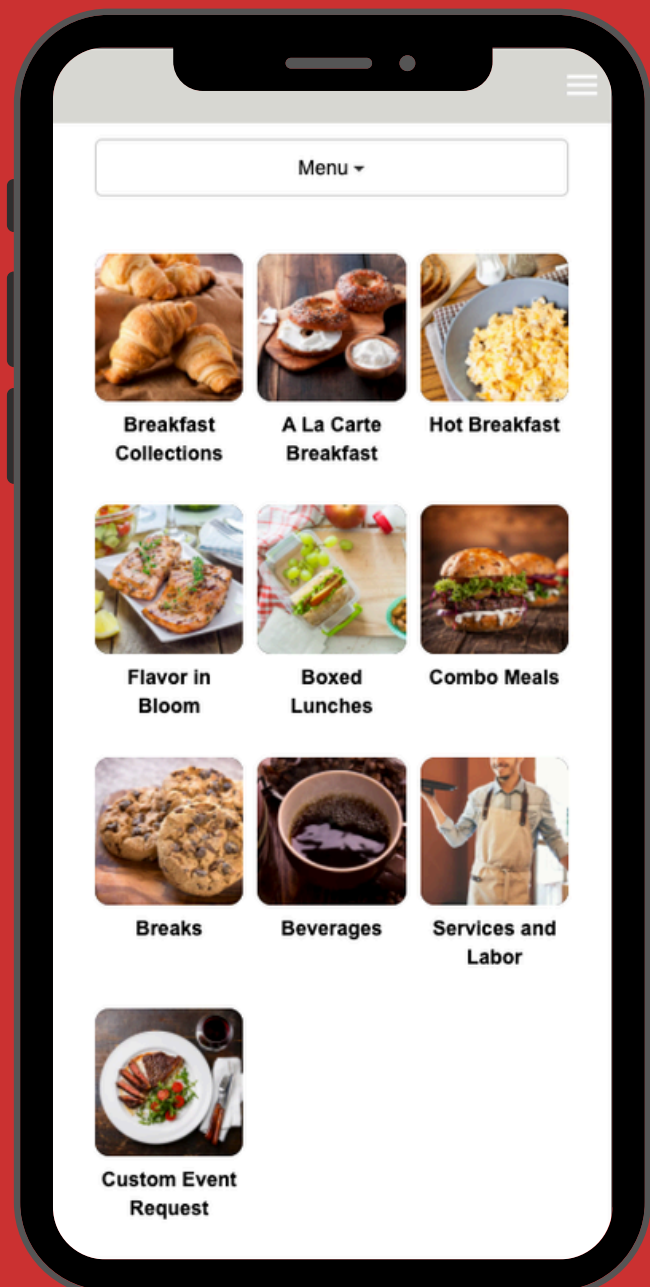 Menu
Breakfast
Collections
A La Carte
Breakfast
Hot Breakfast
Flavor in
Bloom
Boxed
Lunches
Combo Meals
Breaks
Beverages
Services and
Labor
Custom Event
Request